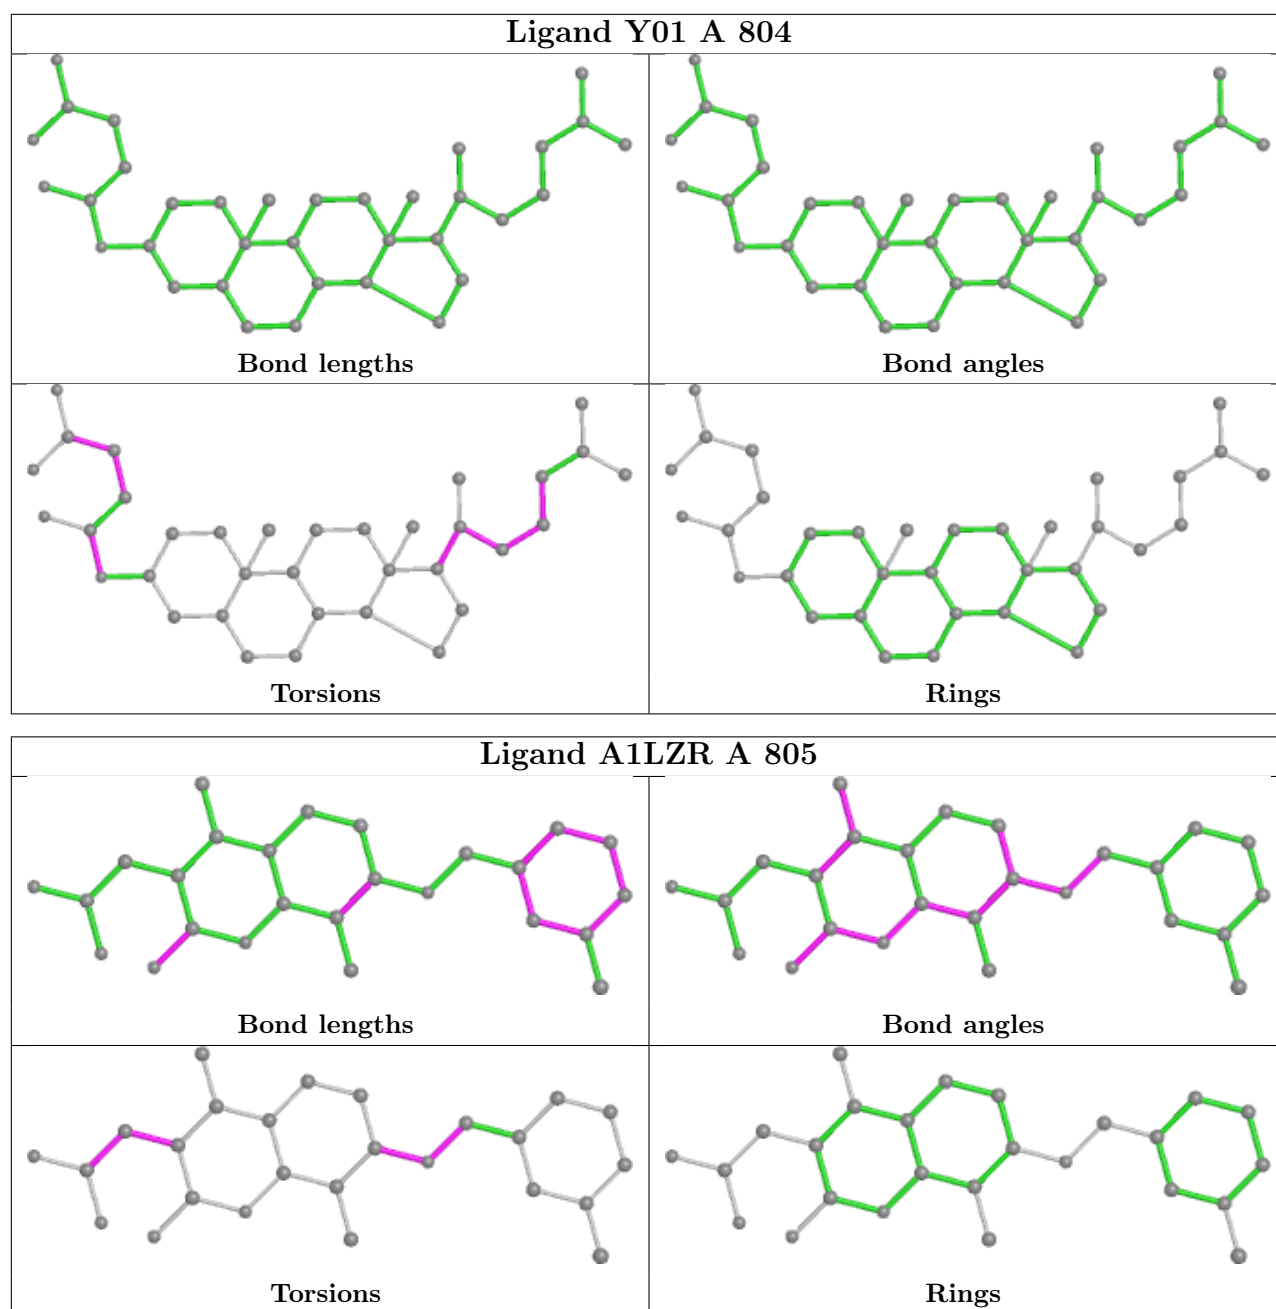 Ligand Y01 A 804
Bond lengths
Bond angles
Torsions
Rings
Ligand A1LZR A 805
Bond lengths
Bond angles
Torsions
Rings